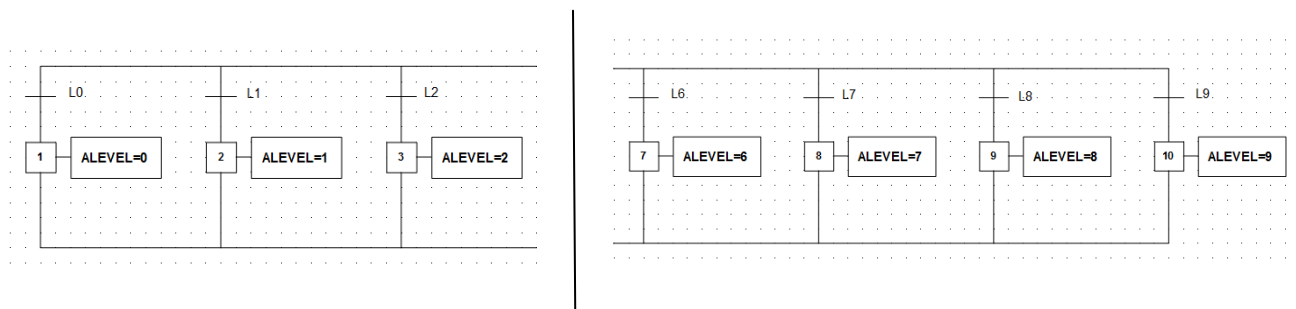 L0 L1 L2 L6 L7 L8 L9
1 ALEVEL=0 2 ALEVEL=1 3 ALEVEL=2 7 ALEVEL=6 8 ALEVEL=7 9 ALEVEL=8 10 ALEVEL=9